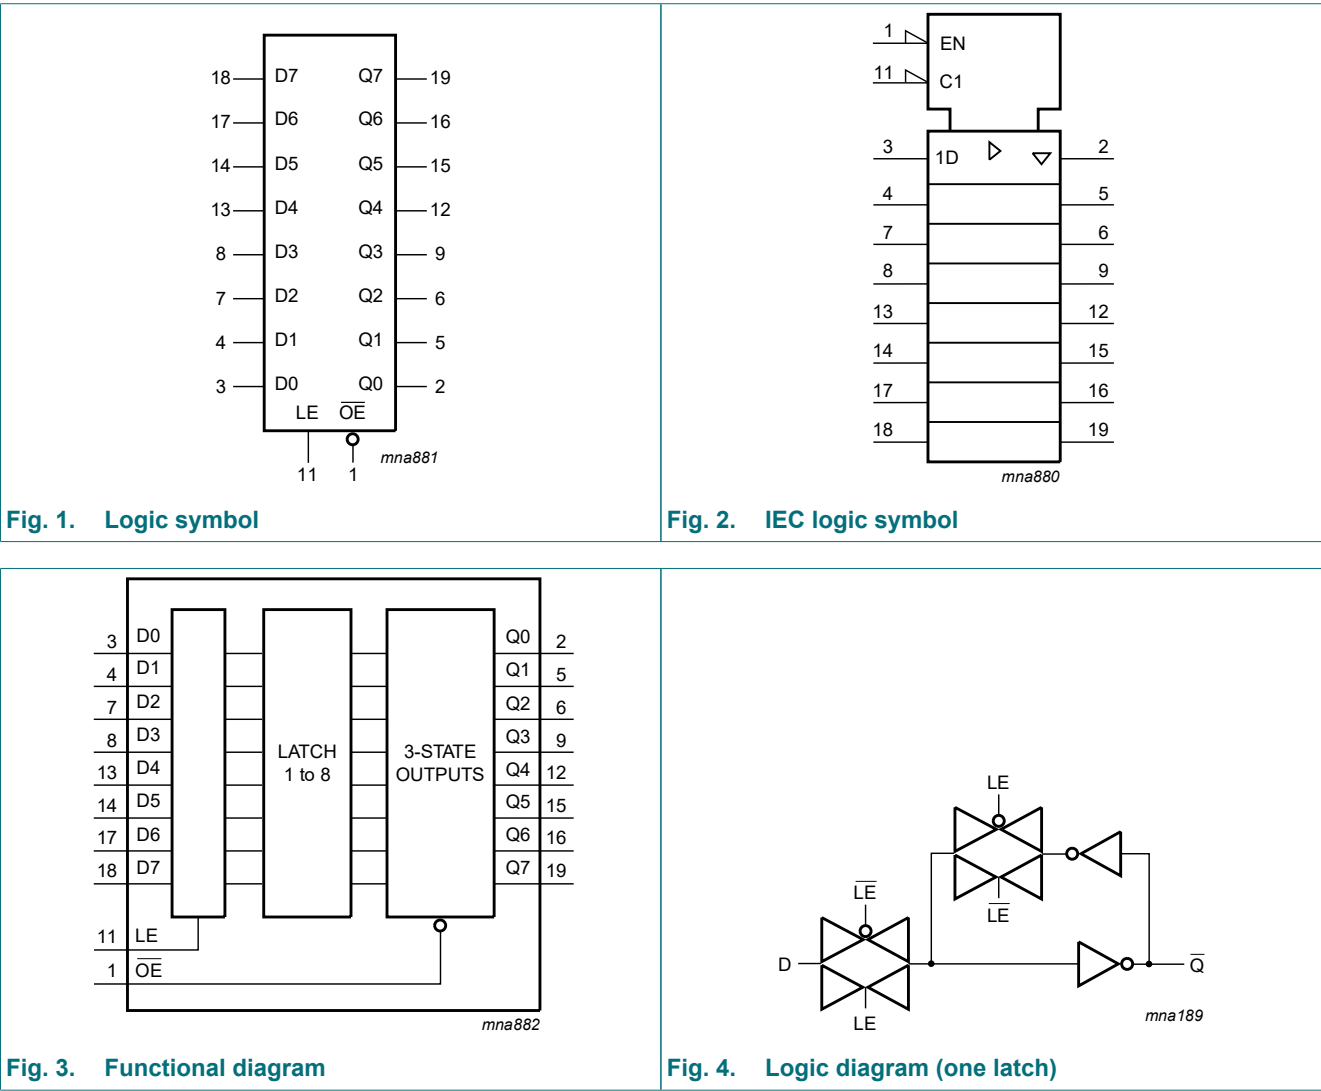 18 D7 Q7 19
17 D6 Q6 16
14 D5 Q5 15
13 D4 Q4 12
8 D3 Q3 9
7 D2 Q2 6
4 D1 Q1 5
3 D0 Q0 2
LE O̅E̅
11 1
mna881
Fig. 1. Logic symbol
1 EN
11 C1
3 1D 2
4 5
7 6
8 9
13 12
14 15
17 16
18 19
mna880
Fig. 2. IEC logic symbol
3 D0 Q0 2
4 D1 Q1 5
7 D2 Q2 6
8 D3 Q3 9
13 D4 Q4 12
14 D5 Q5 15
17 D6 Q6 16
18 D7 Q7 19
LATCH
1 to 8
3-STATE
OUTPUTS
11 LE
1 O̅E̅
mna882
Fig. 3. Functional diagram
LE
L̅E̅
L̅E̅
D
LE
Q̅
mna189
Fig. 4. Logic diagram (one latch)